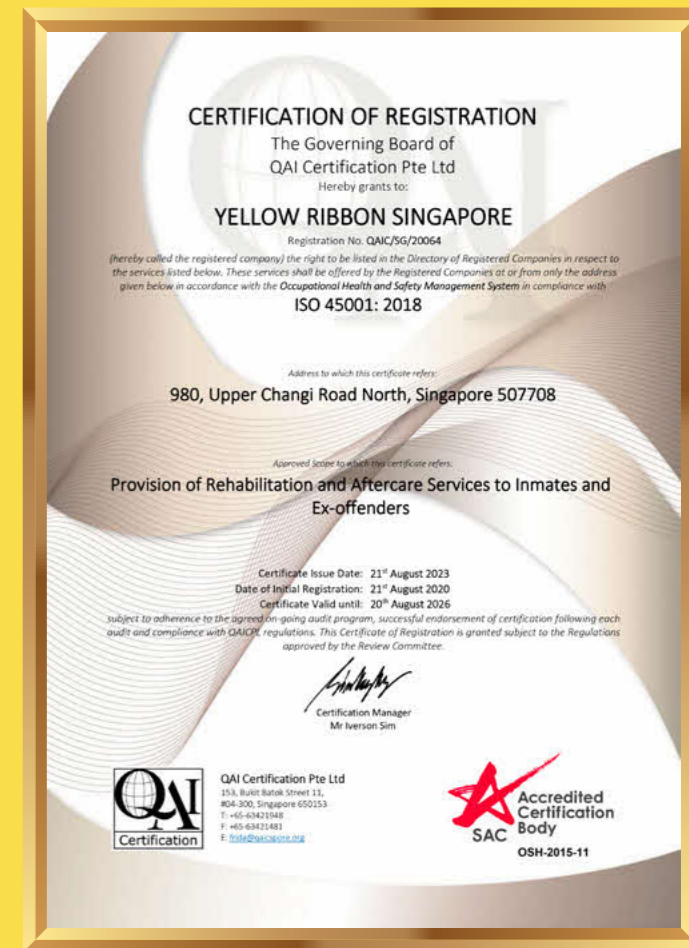 CERTIFICATION OF REGISTRATION
The Governing Board of
QAI Certification Pte Ltd
Hereby grants to:
YELLOW RIBBON SINGAPORE
Registration No. QAIC/SG/20064
(hereby called the registered company) the right to be listed in the Directory of Registered Companies in respect to
the services listed below. These services shall be offered by the Registered Companies at or from only the address
given below in accordance with the Occupational Health and Safety Management System in compliance with
ISO 45001: 2018
Address to which this certificate refers:
980, Upper Changi Road North, Singapore 507708
Approved Scope to which this certificate refers:
Provision of Rehabilitation and Aftercare Services to Inmates and
Ex-offenders
Certificate Issue Date: 21st August 2023
Date of Initial Registration: 21st August 2020
Certificate Valid until: 20th August 2026
subject to adherence to the agreed on-going audit program, successful endorsement of certification following each
audit and compliance with QAICPL regulations. This Certificate of Registration is granted subject to the Regulations
approved by the Review Committee.
Certification Manager
Mr Iverson Sim
QAI
Certification
QAI Certification Pte Ltd
153, Bukit Batok Street 11,
#04-300, Singapore 650153
T: +65-63421948
F: +65-63421481
E: frida@qaicspore.org
SAC
Accredited
Certification
Body
OSH-2015-11